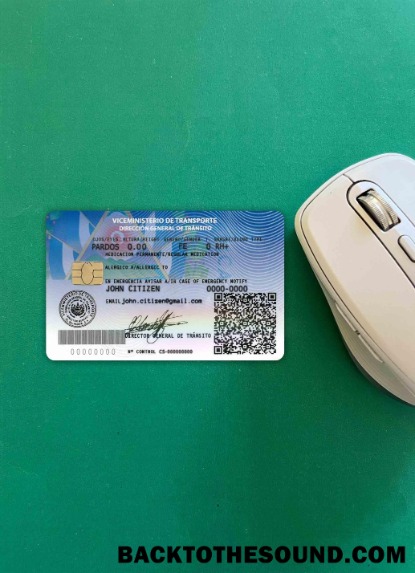 VICEMINISTERIO DE TRANSPORTE
DIRECCIÓN GENERAL DE TRÁNSITO
PARDOS 0.00 FE O RH+
MEDICACION PERMANENTE/REGULAR MEDICATION
ALERGICO A/ALLERGIC TO
EN EMERGENCIA AVISAR A/IN CASE OF EMERGENCY NOTIFY
JOHN CITIZEN 0000-0000
EMAIL john.citizen@gmail.com
DIRECTOR GENERAL DE TRÁNSITO
00000000
Nº CONTROL CS-000000000
BACKTOTHESOUND.COM